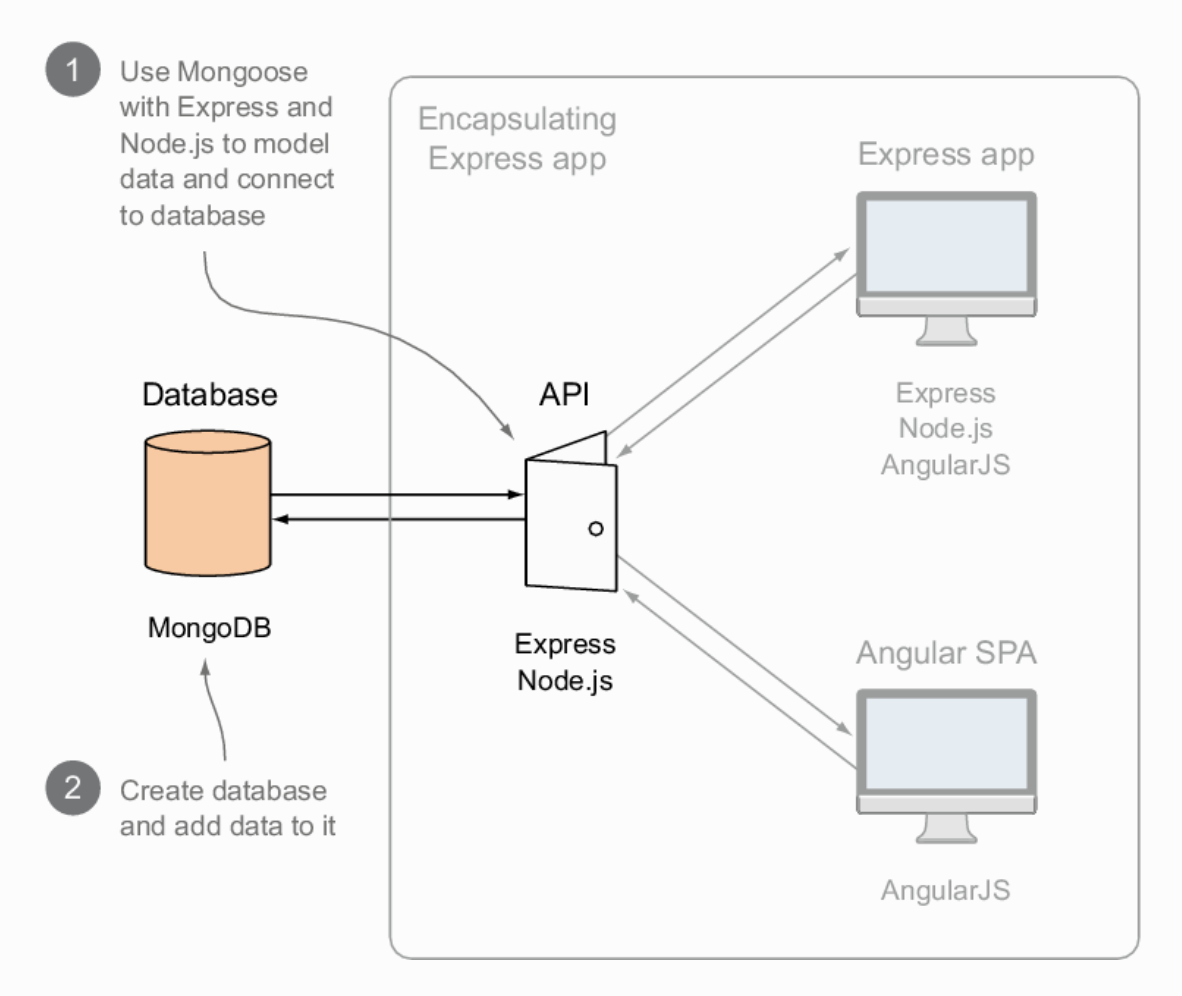 1
Use Mongoose
with Express and
Node.js to model
data and connect
to database
Encapsulating
Express app
Express app
Express
Node.js
AngularJS
Database
MongoDB
API
Express
Node.js
Angular SPA
AngularJS
2
Create database
and add data to it